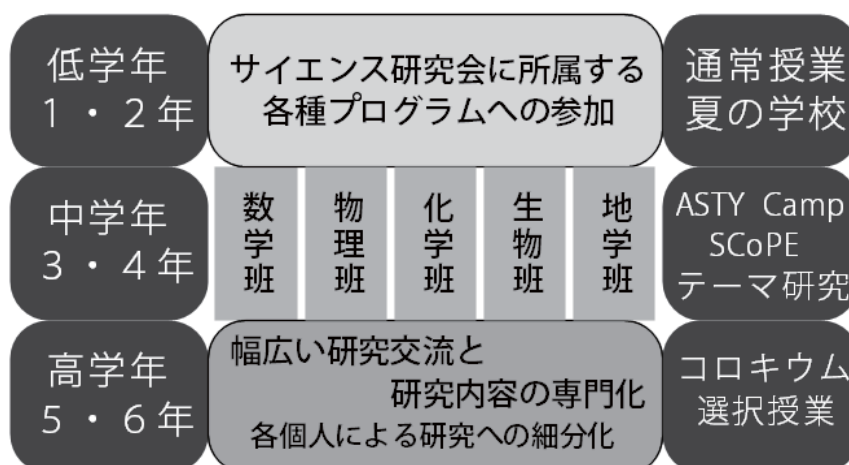 低学年
1・2年
サイエンス研究会に所属する
各種プログラムへの参加
通常授業
夏の学校
中学年
3・4年
数学班
物理班
化学班
生物班
地学班
ASTY Camp
SCoPE
テーマ研究
高学年
5・6年
幅広い研究交流と
研究内容の専門化
各個人による研究への細分化
コロキウム
選択授業